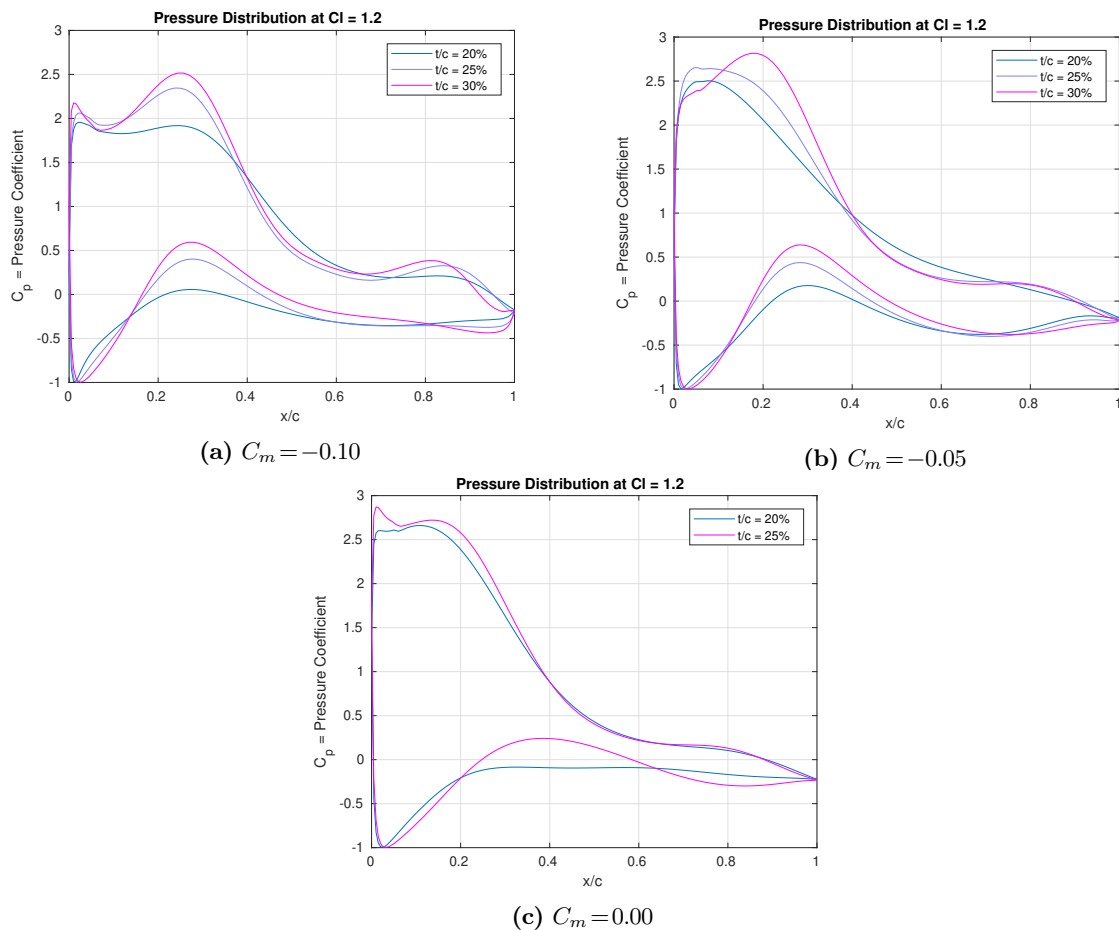 Pressure Distribution at Cl = 1.2
3
2.5
2
1.5
1
0.5
0
-0.5
-1
C_p = Pressure Coefficient
t/c = 20%
t/c = 25%
t/c = 30%
0 0.2 0.4 0.6 0.8 1
x/c
(a) C_m = −0.10
Pressure Distribution at Cl = 1.2
3
2.5
2
1.5
1
0.5
0
-0.5
-1
C_p = Pressure Coefficient
t/c = 20%
t/c = 25%
t/c = 30%
0 0.2 0.4 0.6 0.8 1
x/c
(b) C_m = −0.05
Pressure Distribution at Cl = 1.2
3
2.5
2
1.5
1
0.5
0
-0.5
-1
C_p = Pressure Coefficient
t/c = 20%
t/c = 25%
0 0.2 0.4 0.6 0.8 1
x/c
(c) C_m = 0.00